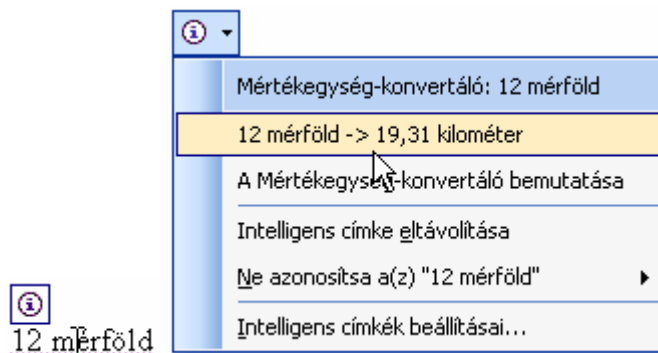 Mértékegység-konvertáló: 12 mérföld
12 mérföld -> 19,31 kilométer
A Mértékegység-konvertáló bemutatása
Intelligens címke eltávolítása
Ne azonosítsa a(z) "12 mérföld"
Intelligens címkék beállításai...
12 mérföld